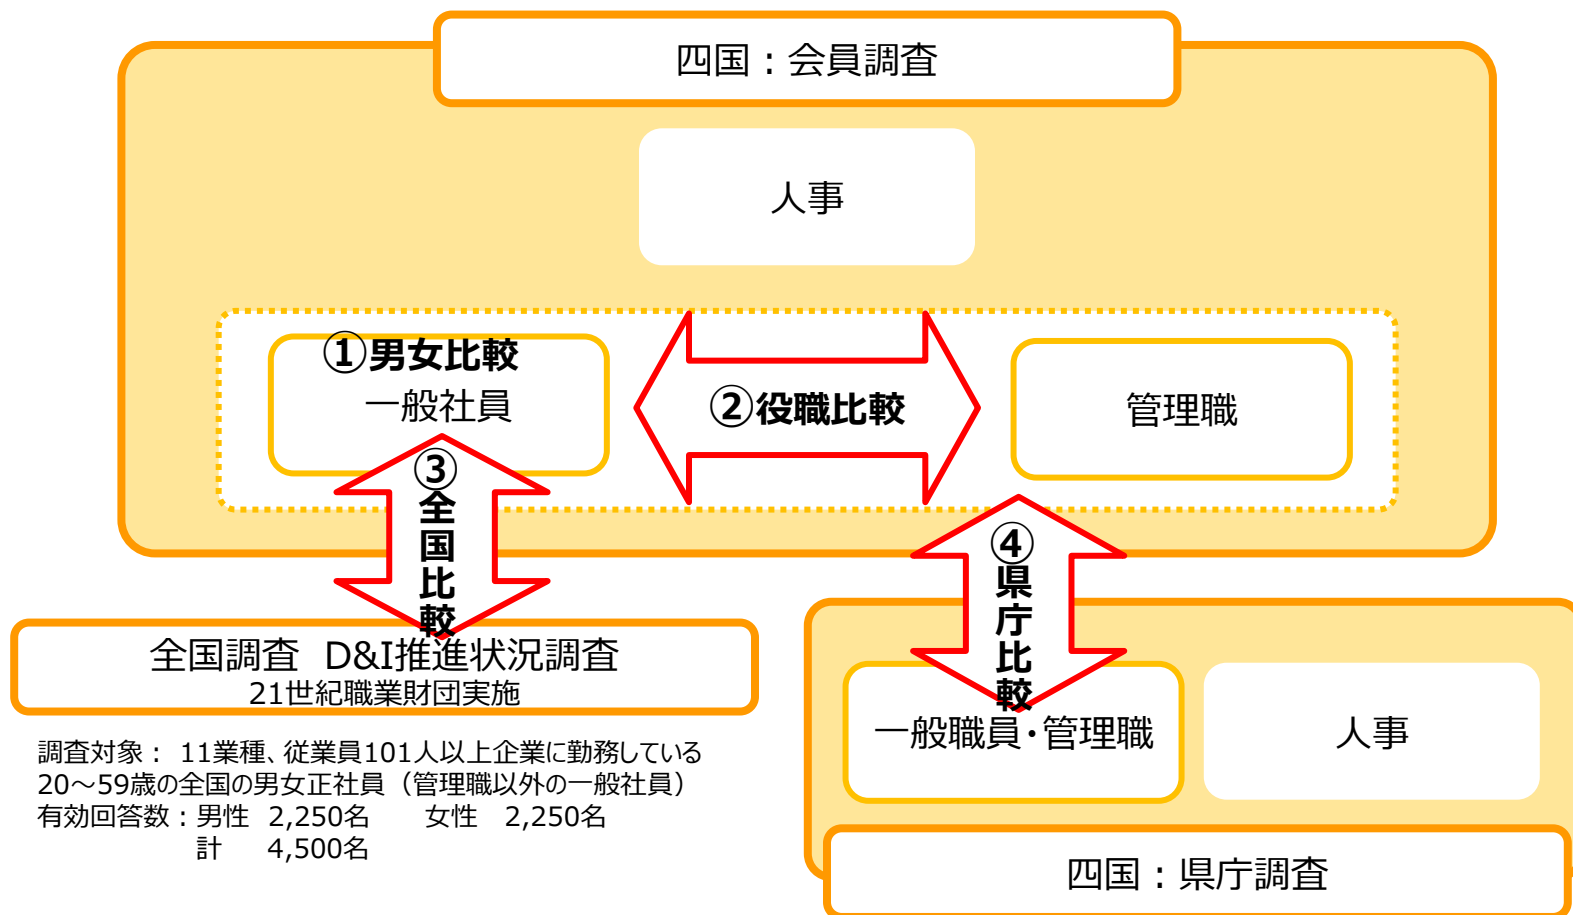 四国：会員調査
人事
①男女比較
一般社員
②役職比較
管理職
③全国比較
④県庁比較
全国調査 D&I推進状況調査
21世紀職業財団実施
調査対象： 11業種、従業員101人以上企業に勤務している
20～59歳の全国の男女正社員（管理職以外の一般社員）
有効回答数：男性 2,250名 女性 2,250名
計 4,500名
一般職員・管理職
人事
四国：県庁調査